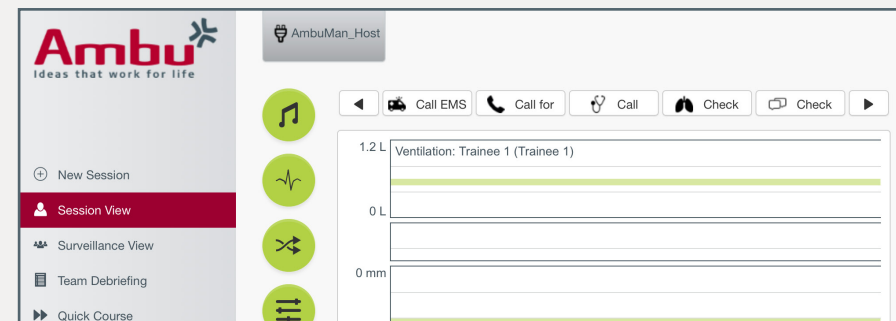 Ambu
Ideas that work for life
AmbuMan_Host
Call EMS
Call for
Call
Check
Check
1.2 L
Ventilation: Trainee 1 (Trainee 1)
0 L
0 mm
New Session
Session View
Surveillance View
Team Debriefing
Quick Course